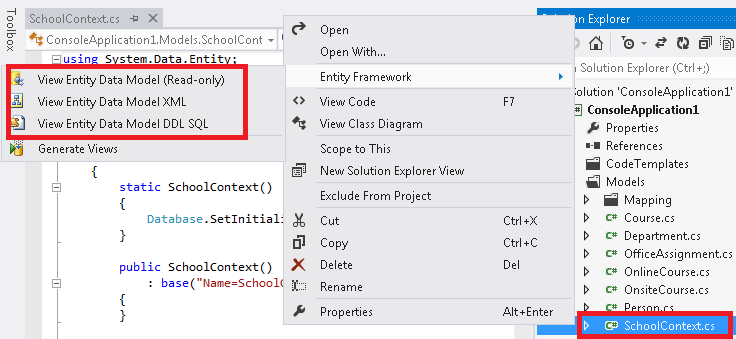 Toolbox
SchoolContext.cs
ConsoleApplication1.Models.SchoolCont
using System.Data.Entity;
View Entity Data Model (Read-only)
View Entity Data Model XML
View Entity Data Model DDL SQL
Generate Views
{
static SchoolContext()
{
Database.SetInitiali
}
public SchoolContext()
: base("Name=SchoolC
{
}
Open
Open With...
Entity Framework
View Code F7
View Class Diagram
Scope to This
New Solution Explorer View
Exclude From Project
Cut Ctrl+X
Copy Ctrl+C
Delete Del
Rename
Properties Alt+Enter
Solution Explorer
Solution Explorer (Ctrl+;)
olution 'ConsoleApplication1'
ConsoleApplication1
Properties
References
CodeTemplates
Models
Mapping
Course.cs
Department.cs
OfficeAssignment.cs
OnlineCourse.cs
OnsiteCourse.cs
Person.cs
SchoolContext.cs